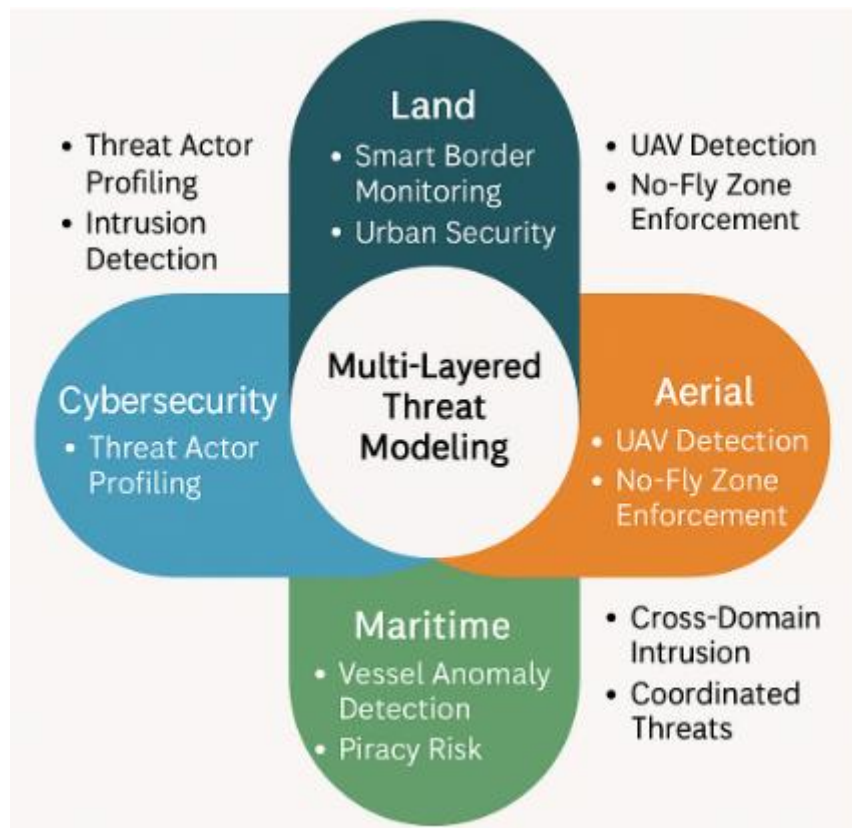 Land
• Smart Border
Monitoring
• Urban Security
• Threat Actor
Profiling
• Intrusion
Detection
• UAV Detection
• No-Fly Zone
Enforcement
Multi-Layered
Threat
Modeling
Cybersecurity
• Threat Actor
Profiling
Aerial
• UAV Detection
• No-Fly Zone
Enforcement
Maritime
• Vessel Anomaly
Detection
• Piracy Risk
• Cross-Domain
Intrusion
• Coordinated
Threats